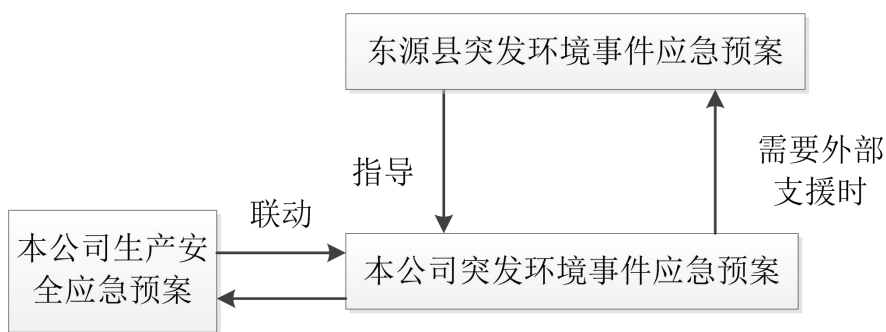 东源县突发环境事件应急预案
指导
需要外部
支援时
联动
本公司生产安
全应急预案
本公司突发环境事件应急预案